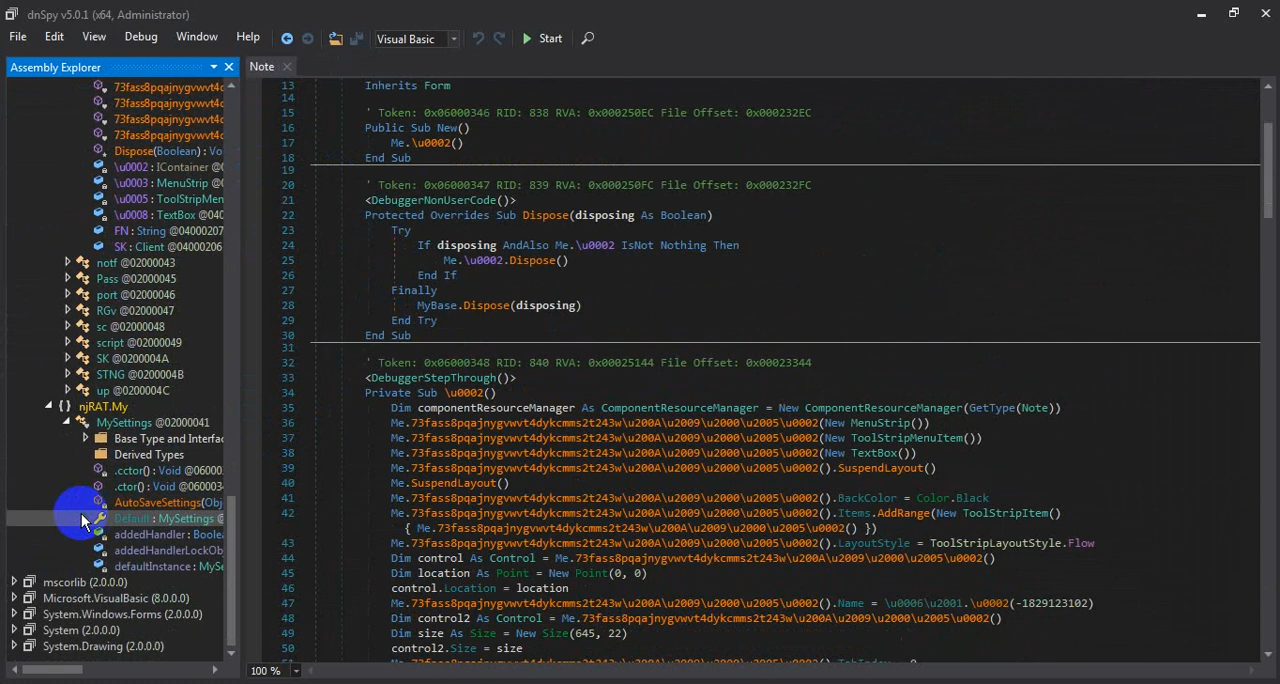 dnSpy v5.0.1 (x64, Administrator)
File Edit View Debug Window Help Visual Basic Start
Assembly Explorer
Note
73fass8pqajnygvwvt4c
73fass8pqajnygvwvt4c
73fass8pqajnygvwvt4c
73fass8pqajnygvwvt4c
Dispose(Boolean) : Vo
\u0002 : IContainer @0
\u0003 : MenuStrip @0
\u0005 : ToolStripMen
\u0008 : TextBox @040
FN : String @04000207
SK : Client @04000206
notf @02000043
Pass @02000045
port @02000046
RGv @02000047
sc @02000048
script @02000049
SK @0200004A
STNG @0200004B
up @0200004C
{ } njRAT.My
MySettings @02000041
Base Type and Interfac
Derived Types
.cctor() : Void @06000
.ctor() : Void @060003
AutoSaveSettings(Obj
Default : MySettings @
addedHandler : Boolea
addedHandlerLockOb
defaultInstance : MySe
mscorlib (2.0.0.0)
Microsoft.VisualBasic (8.0.0.0)
System.Windows.Forms (2.0.0.0)
System (2.0.0.0)
System.Drawing (2.0.0.0)
13 Inherits Form
14
15 ' Token: 0x06000346 RID: 838 RVA: 0x000250EC File Offset: 0x000232EC
16 Public Sub New()
17 Me.\u0002()
18 End Sub
19
20 ' Token: 0x06000347 RID: 839 RVA: 0x000250FC File Offset: 0x000232FC
21 <DebuggerNonUserCode()>
22 Protected Overrides Sub Dispose(disposing As Boolean)
23 Try
24 If disposing AndAlso Me.\u0002 IsNot Nothing Then
25 Me.\u0002.Dispose()
26 End If
27 Finally
28 MyBase.Dispose(disposing)
29 End Try
30 End Sub
31
32 ' Token: 0x06000348 RID: 840 RVA: 0x00025144 File Offset: 0x00023344
33 <DebuggerStepThrough()>
34 Private Sub \u0002()
35 Dim componentResourceManager As ComponentResourceManager = New ComponentResourceManager(GetType(Note))
36 Me.73fass8pqajnygvwvt4dykcmms2t243w\u200A\u2009\u2000\u2005\u0002(New MenuStrip())
37 Me.73fass8pqajnygvwvt4dykcmms2t243w\u200A\u2009\u2000\u2005\u0002(New ToolStripMenuItem())
38 Me.73fass8pqajnygvwvt4dykcmms2t243w\u200A\u2009\u2000\u2005\u0002(New TextBox())
39 Me.73fass8pqajnygvwvt4dykcmms2t243w\u200A\u2009\u2000\u2005\u0002().SuspendLayout()
40 Me.SuspendLayout()
41 Me.73fass8pqajnygvwvt4dykcmms2t243w\u200A\u2009\u2000\u2005\u0002().BackColor = Color.Black
42 Me.73fass8pqajnygvwvt4dykcmms2t243w\u200A\u2009\u2000\u2005\u0002().Items.AddRange(New ToolStripItem()
{ Me.73fass8pqajnygvwvt4dykcmms2t243w\u200A\u2009\u2000\u2005\u0002() })
43 Me.73fass8pqajnygvwvt4dykcmms2t243w\u200A\u2009\u2000\u2005\u0002().LayoutStyle = ToolStripLayoutStyle.Flow
44 Dim control As Control = Me.73fass8pqajnygvwvt4dykcmms2t243w\u200A\u2009\u2000\u2005\u0002()
45 Dim location As Point = New Point(0, 0)
46 control.Location = location
47 Me.73fass8pqajnygvwvt4dykcmms2t243w\u200A\u2009\u2000\u2005\u0002().Name = \u0006\u2001.\u0002(-1829123102)
48 Dim control2 As Control = Me.73fass8pqajnygvwvt4dykcmms2t243w\u200A\u2009\u2000\u2005\u0002()
49 Dim size As Size = New Size(645, 22)
50 control2.Size = size
100 %